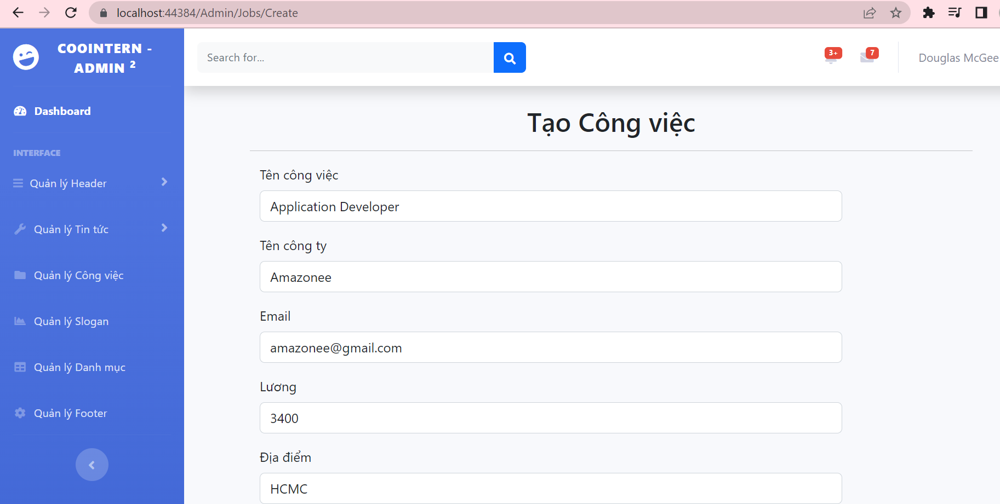 localhost:44384/Admin/Jobs/Create
COOINTERN -
ADMIN 2
Search for...
3+
7
Douglas McGee
Dashboard
INTERFACE
Quản lý Header
Quản lý Tin tức
Quản lý Công việc
Quản lý Slogan
Quản lý Danh mục
Quản lý Footer
Tạo Công việc
Tên công việc
Application Developer
Tên công ty
Amazonee
Email
amazonee@gmail.com
Lương
3400
Địa điểm
HCMC